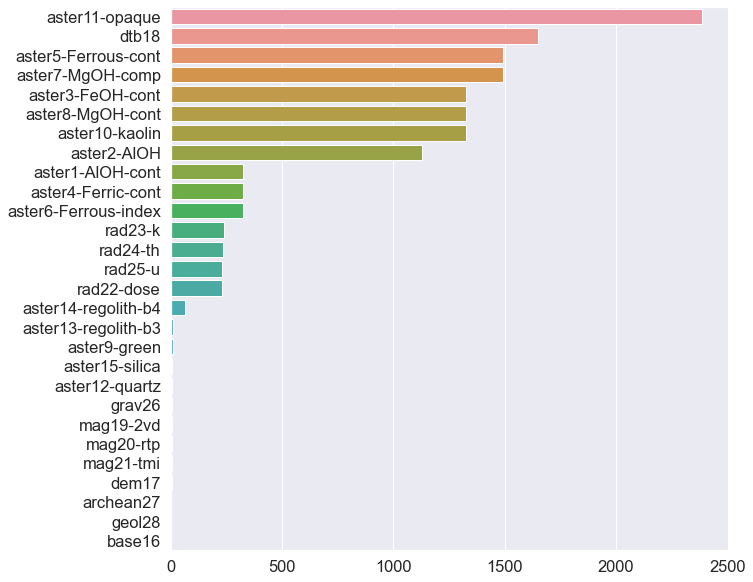 aster11-opaque
dtb18
aster5-Ferrous-cont
aster7-MgOH-comp
aster3-FeOH-cont
aster8-MgOH-cont
aster10-kaolin
aster2-AlOH
aster1-AlOH-cont
aster4-Ferric-cont
aster6-Ferrous-index
rad23-k
rad24-th
rad25-u
rad22-dose
aster14-regolith-b4
aster13-regolith-b3
aster9-green
aster15-silica
aster12-quartz
grav26
mag19-2vd
mag20-rtp
mag21-tmi
dem17
archean27
geol28
base16
0 500 1000 1500 2000 2500